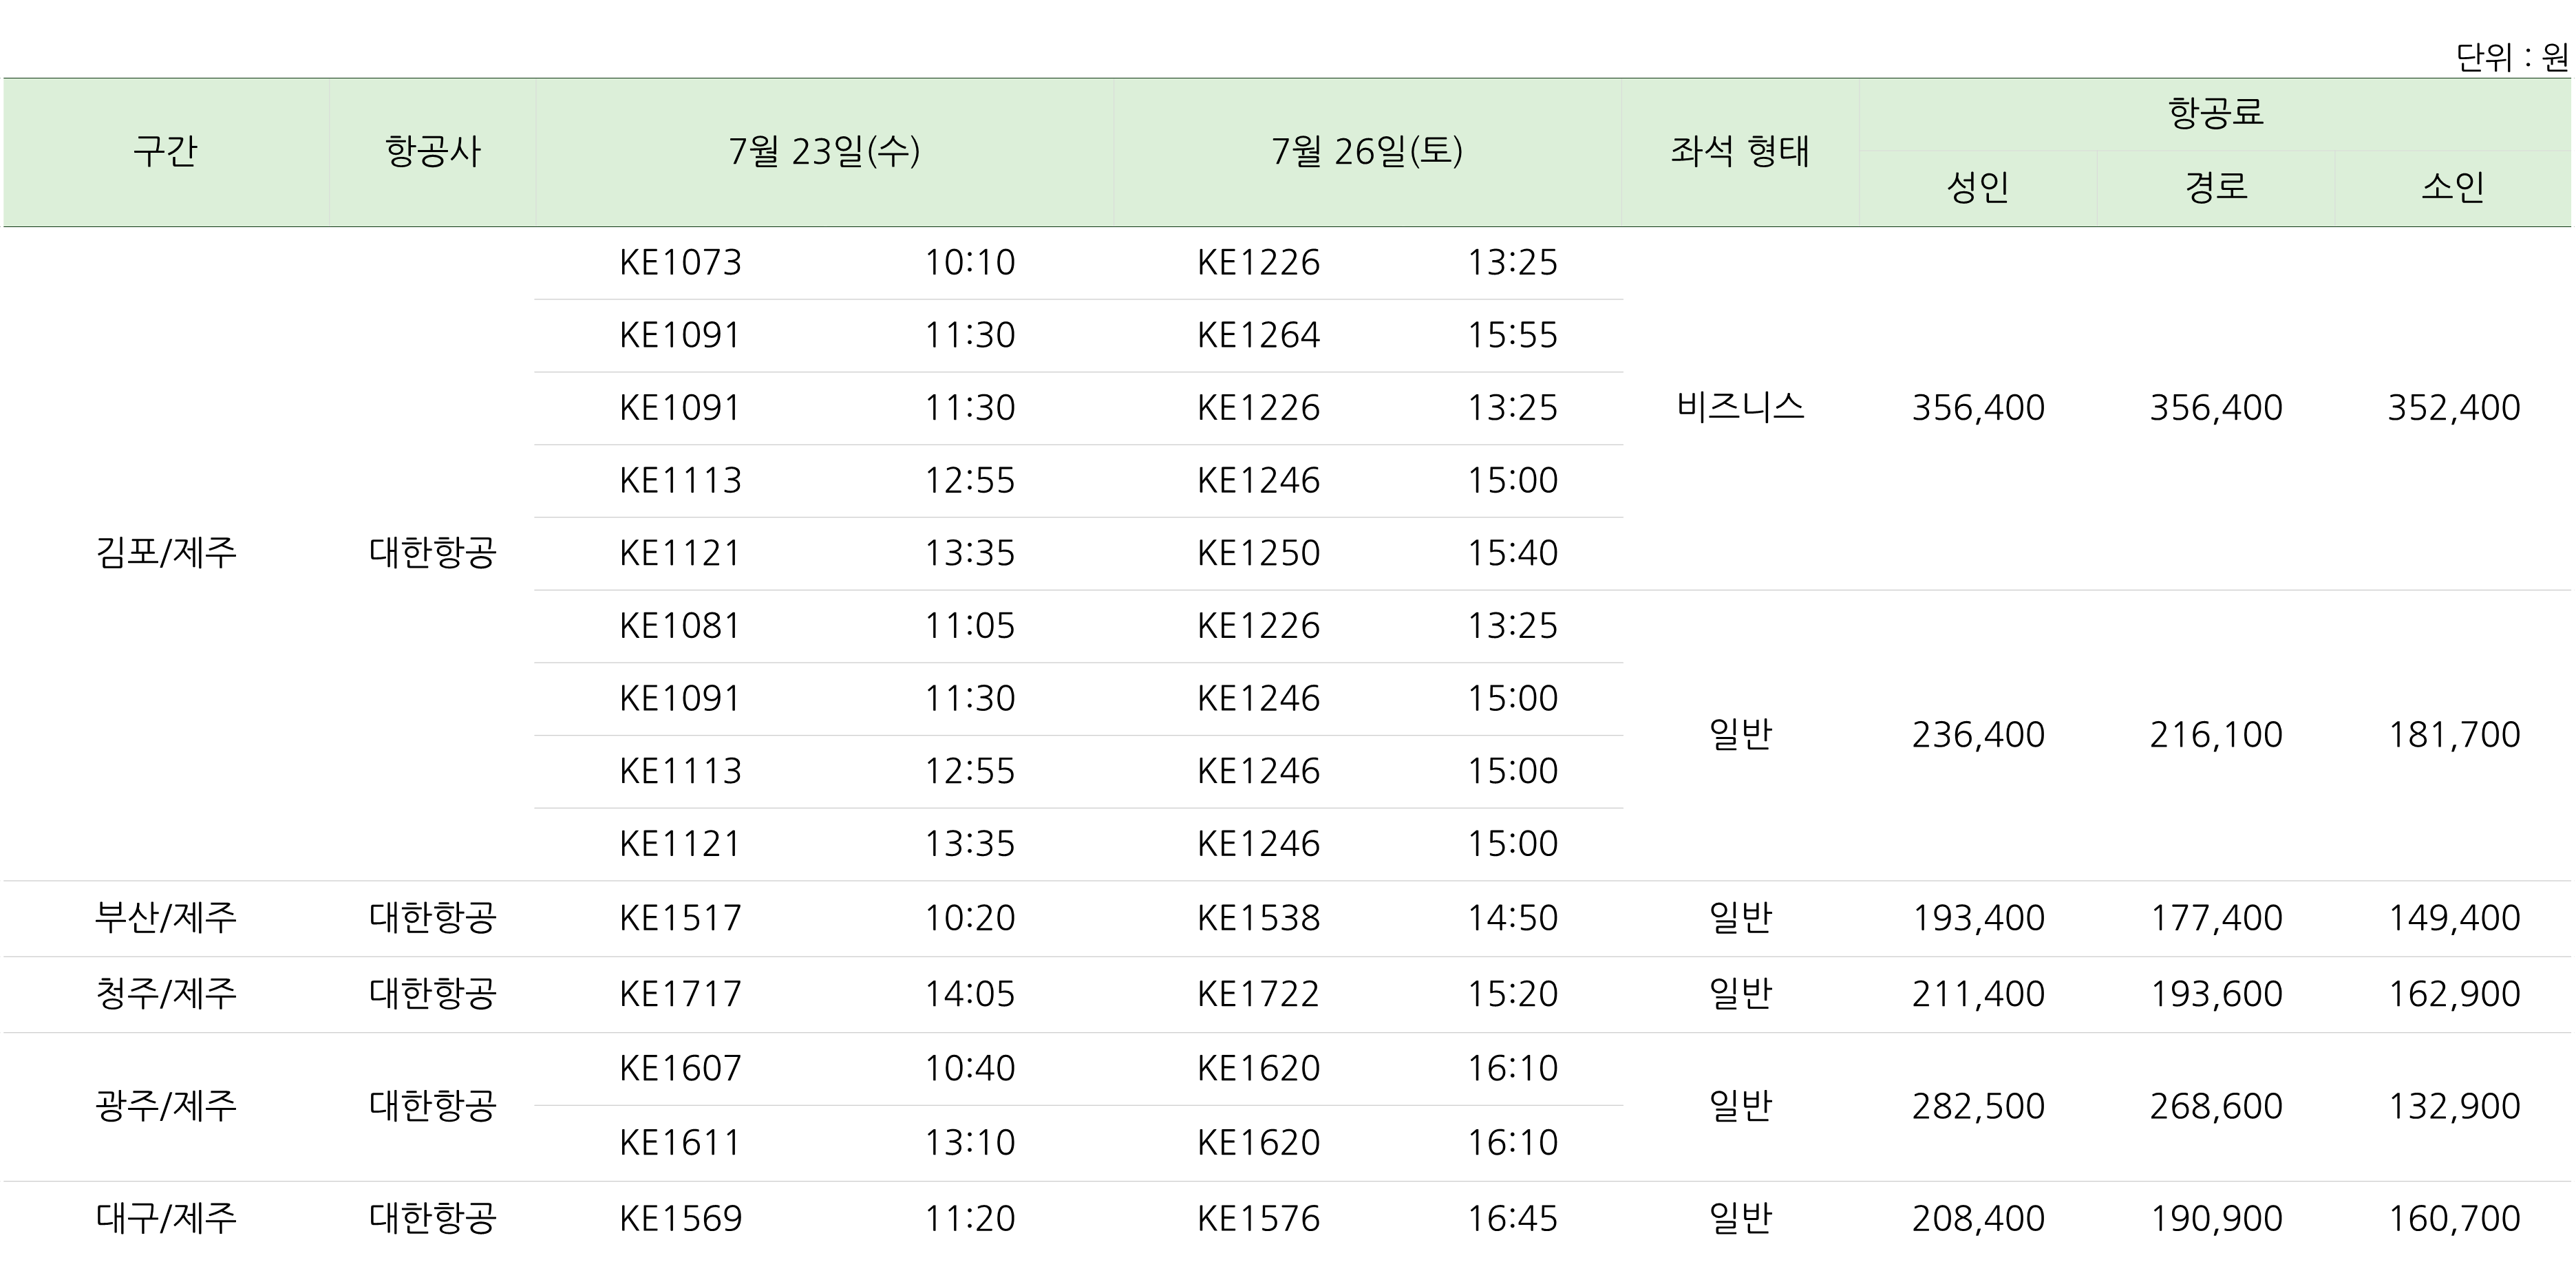 단위 : 원
구간 항공사 7월 23일(수) 7월 26일(토) 좌석 형태 항공료
성인 경로 소인
KE1073 10:10 KE1226 13:25
KE1091 11:30 KE1264 15:55
KE1091 11:30 KE1226 13:25 비즈니스 356,400 356,400 352,400
KE1113 12:55 KE1246 15:00
김포/제주 대한항공 KE1121 13:35 KE1250 15:40
KE1081 11:05 KE1226 13:25
KE1091 11:30 KE1246 15:00
일반 236,400 216,100 181,700
KE1113 12:55 KE1246 15:00
KE1121 13:35 KE1246 15:00
부산/제주 대한항공 KE1517 10:20 KE1538 14:50 일반 193,400 177,400 149,400
청주/제주 대한항공 KE1717 14:05 KE1722 15:20 일반 211,400 193,600 162,900
KE1607 10:40 KE1620 16:10
광주/제주 대한항공 일반 282,500 268,600 132,900
KE1611 13:10 KE1620 16:10
대구/제주 대한항공 KE1569 11:20 KE1576 16:45 일반 208,400 190,900 160,700